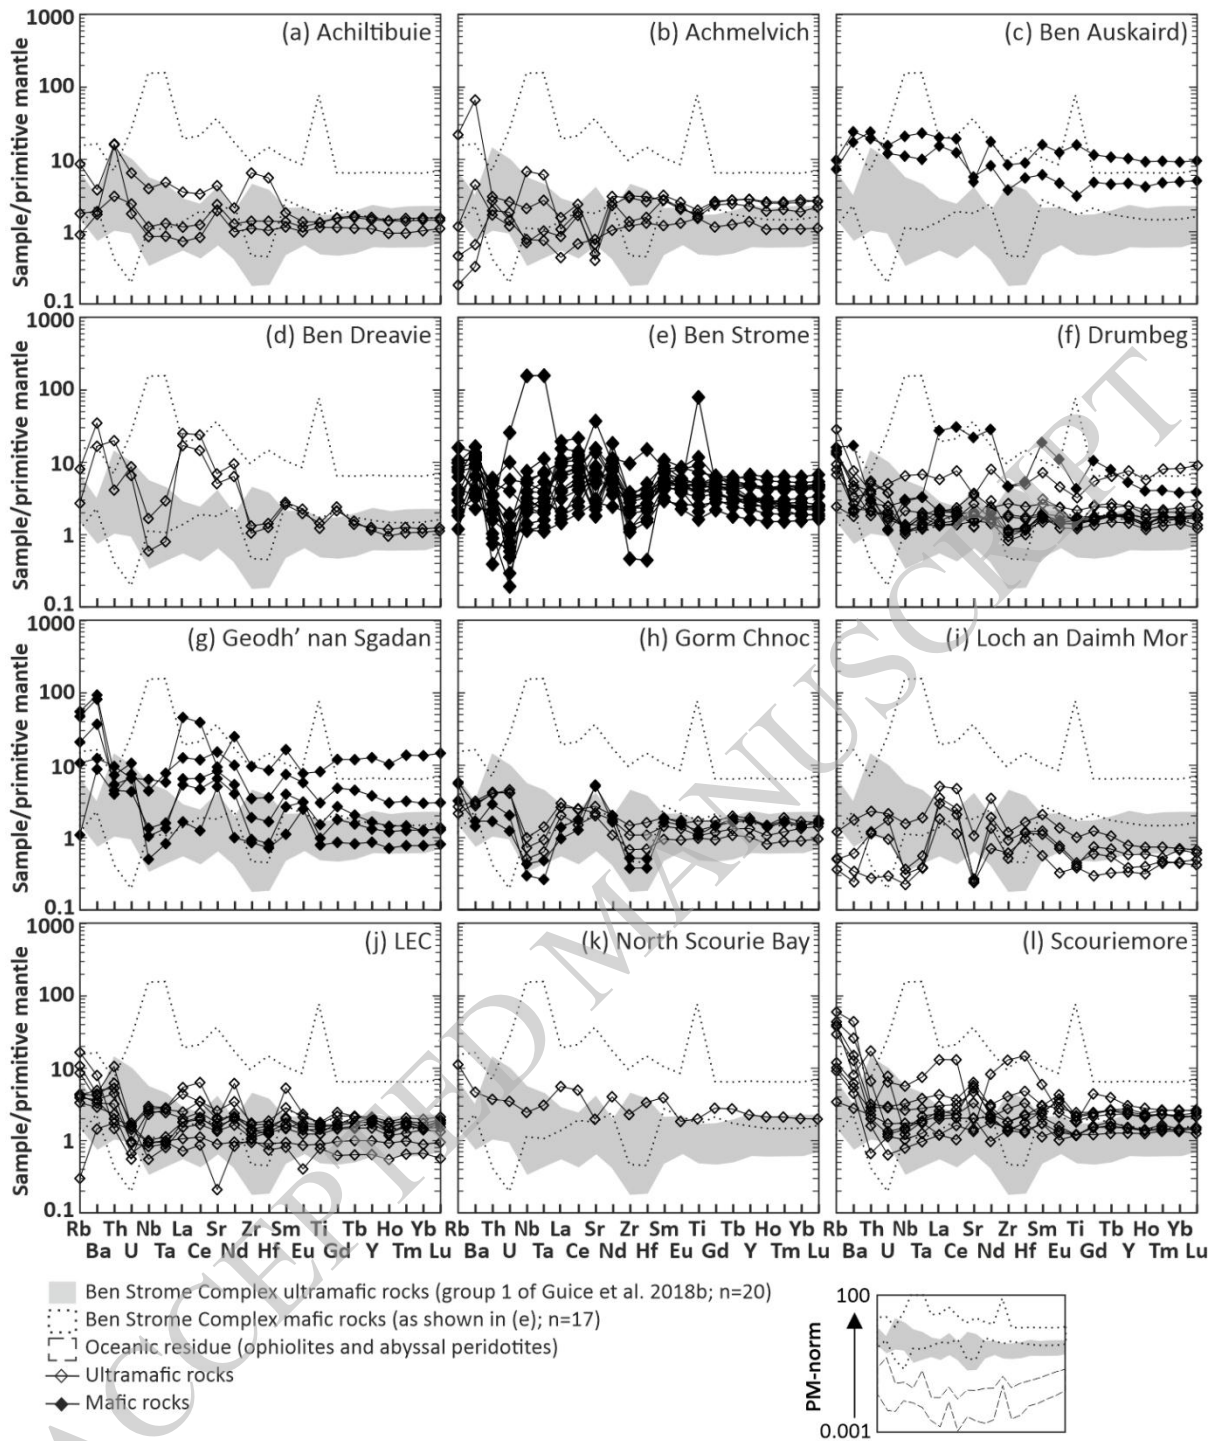 Sample/primitive mantle
1000
100
10
1
0.1
(a) Achiltibuie
(b) Achmelvich
(c) Ben Auskaird)
Sample/primitive mantle
1000
100
10
1
0.1
(d) Ben Dreavie
(e) Ben Strome
(f) Drumbeg
Sample/primitive mantle
1000
100
10
1
0.1
(g) Geodh’ nan Sgadan
(h) Gorm Chnoc
(i) Loch an Daimh Mor
Sample/primitive mantle
1000
100
10
1
0.1
(j) LEC
(k) North Scourie Bay
(l) Scouriemore
Rb Th Nb La Sr Zr Sm Ti Tb Ho Yb Rb Th Nb La Sr Zr Sm Ti Tb Ho Yb Rb Th Nb La Sr Zr Sm Ti Tb Ho Yb
Ba U Ta Ce Nd Hf Eu Gd Y Tm Lu Ba U Ta Ce Nd Hf Eu Gd Y Tm Lu Ba U Ta Ce Nd Hf Eu Gd Y Tm Lu
Ben Strome Complex ultramafic rocks (group 1 of Guice et al. 2018b; n=20)
Ben Strome Complex mafic rocks (as shown in (e); n=17)
Oceanic residue (ophiolites and abyssal peridotites)
Ultramafic rocks
Mafic rocks
100
PM-norm
0.001
ACCEPTED MANUSCRIPT